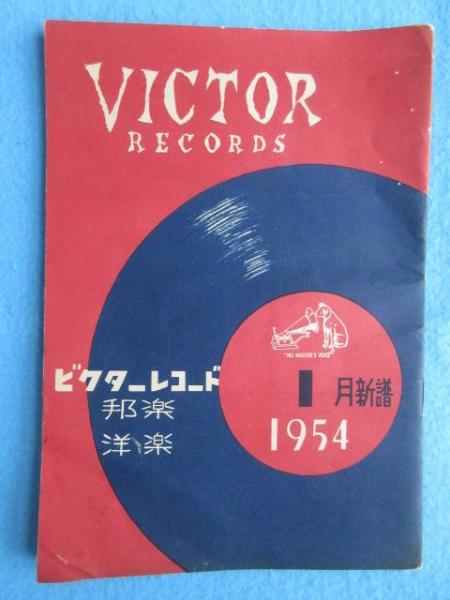 VICTOR
RECORDS
"HIS MASTER'S VOICE"
ビクターレコード
邦楽
洋楽
1月新譜
1954